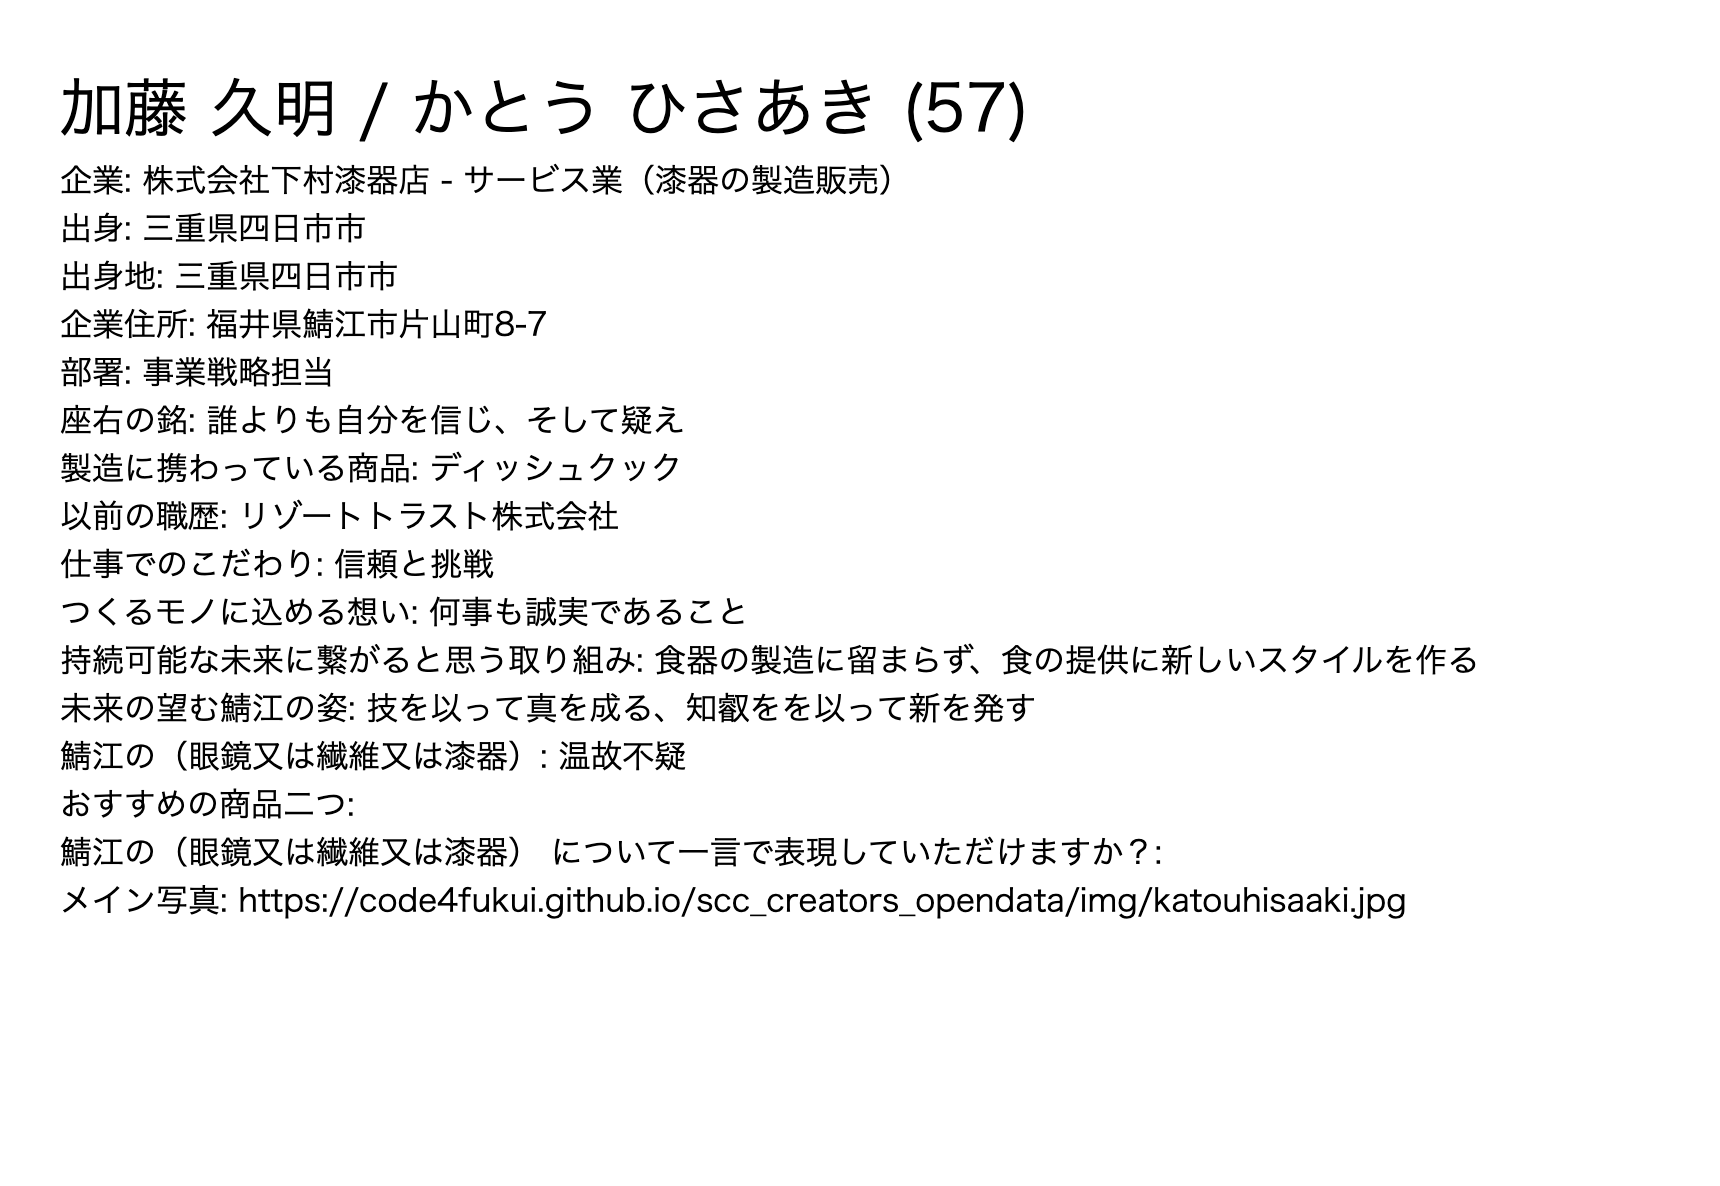 加藤 久明 / かとう ひさあき (57)
企業: 株式会社下村漆器店 - サービス業（漆器の製造販売）
出身: 三重県四日市市
出身地: 三重県四日市市
企業住所: 福井県鯖江市片山町8-7
部署: 事業戦略担当
座右の銘: 誰よりも自分を信じ、そして疑え
製造に携わっている商品: ディッシュクック
以前の職歴: リゾートトラスト株式会社
仕事でのこだわり: 信頼と挑戦
つくるモノに込める想い: 何事も誠実であること
持続可能な未来に繋がると思う取り組み: 食器の製造に留まらず、食の提供に新しいスタイルを作る
未来の望む鯖江の姿: 技を以って真を成る、知叡をを以って新を発す
鯖江の（眼鏡又は繊維又は漆器）: 温故不疑
おすすめの商品二つ:
鯖江の（眼鏡又は繊維又は漆器） について一言で表現していただけますか？:
メイン写真: https://code4fukui.github.io/scc_creators_opendata/img/katouhisaaki.jpg